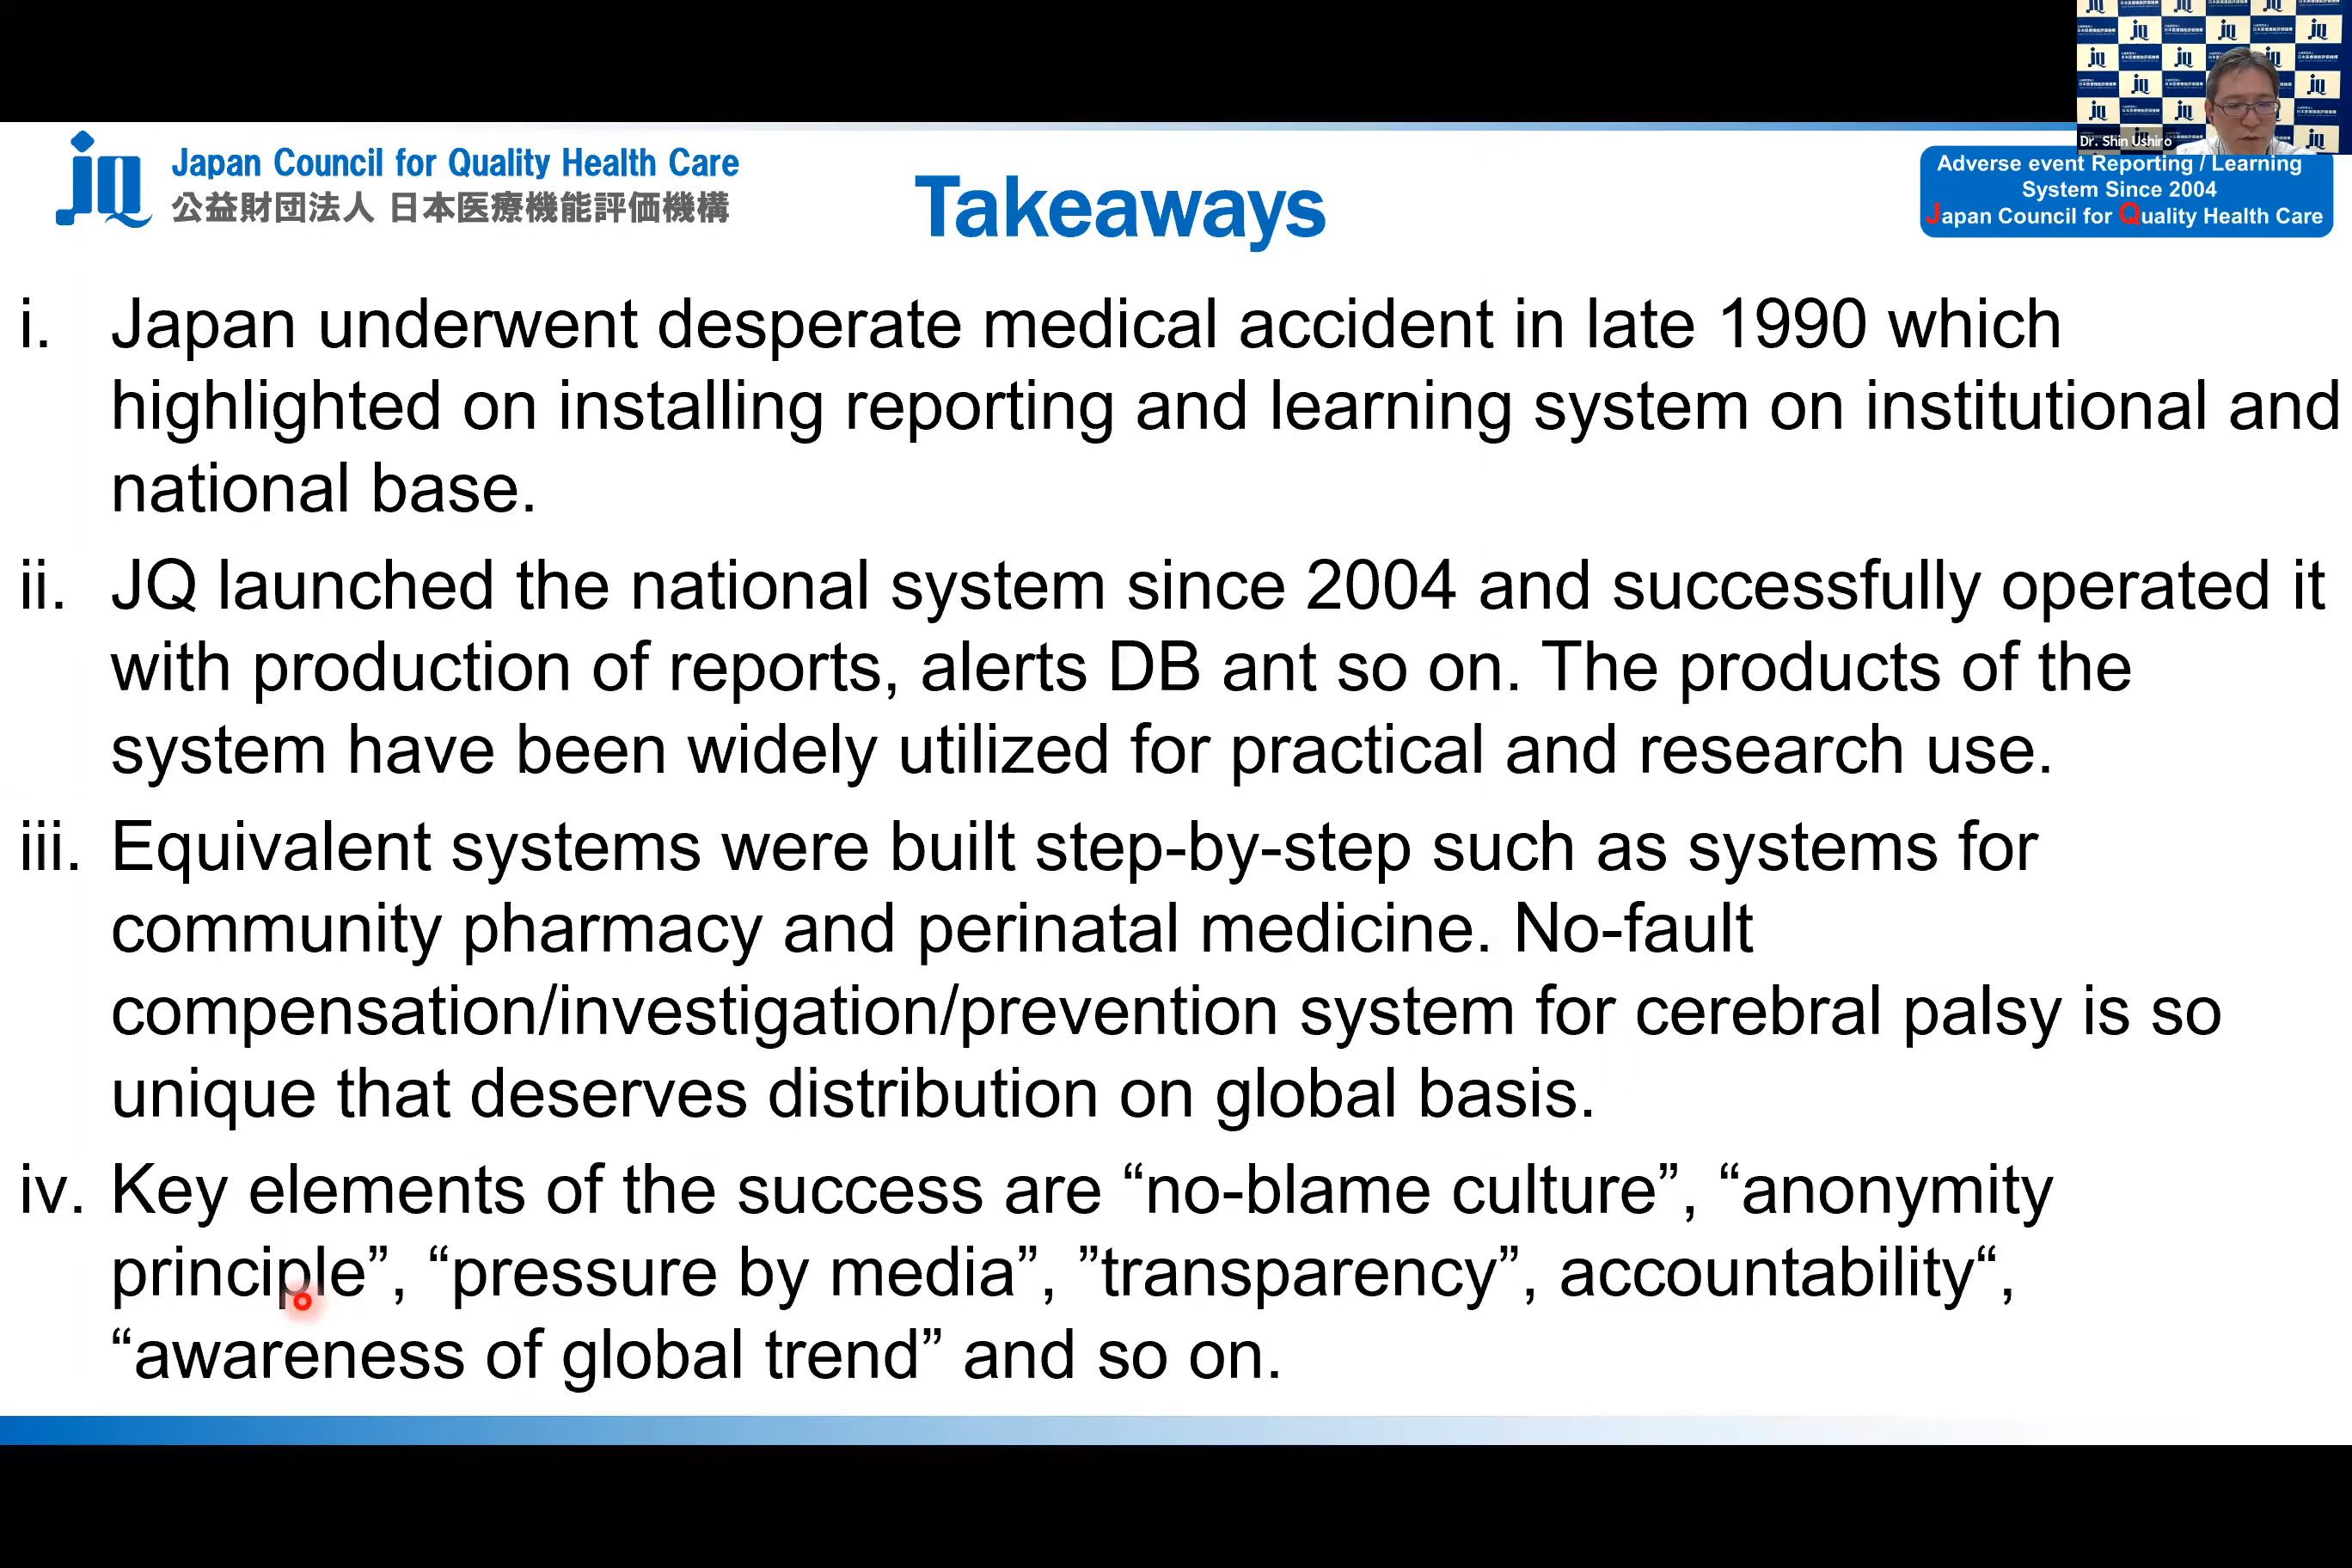 Dr. Shin Ushiro
jq
Japan Council for Quality Health Care
公益財団法人 日本医療機能評価機構
Takeaways
Adverse event Reporting / Learning
System Since 2004
Japan Council for Quality Health Care
i. Japan underwent desperate medical accident in late 1990 which
highlighted on installing reporting and learning system on institutional and
national base.
ii. JQ launched the national system since 2004 and successfully operated it
with production of reports, alerts DB ant so on. The products of the
system have been widely utilized for practical and research use.
iii. Equivalent systems were built step-by-step such as systems for
community pharmacy and perinatal medicine. No-fault
compensation/investigation/prevention system for cerebral palsy is so
unique that deserves distribution on global basis.
iv. Key elements of the success are “no-blame culture”, “anonymity
principle”, “pressure by media”, ”transparency”, accountability“,
“awareness of global trend” and so on.